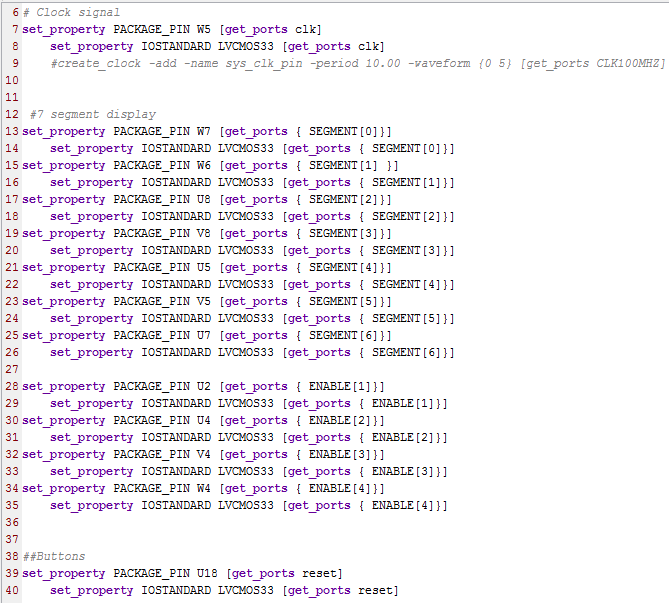 6 # Clock signal
7 set_property PACKAGE_PIN W5 [get_ports clk]
8     set_property IOSTANDARD LVCMOS33 [get_ports clk]
9     #create_clock -add -name sys_clk_pin -period 10.00 -waveform {0 5} [get_ports CLK100MHZ]
10
11
12  #7 segment display
13 set_property PACKAGE_PIN W7 [get_ports { SEGMENT[0]}]
14     set_property IOSTANDARD LVCMOS33 [get_ports { SEGMENT[0]}]
15 set_property PACKAGE_PIN W6 [get_ports { SEGMENT[1] }]
16     set_property IOSTANDARD LVCMOS33 [get_ports { SEGMENT[1]}]
17 set_property PACKAGE_PIN U8 [get_ports { SEGMENT[2]}]
18     set_property IOSTANDARD LVCMOS33 [get_ports { SEGMENT[2]}]
19 set_property PACKAGE_PIN V8 [get_ports { SEGMENT[3]}]
20     set_property IOSTANDARD LVCMOS33 [get_ports { SEGMENT[3]}]
21 set_property PACKAGE_PIN U5 [get_ports { SEGMENT[4]}]
22     set_property IOSTANDARD LVCMOS33 [get_ports { SEGMENT[4]}]
23 set_property PACKAGE_PIN V5 [get_ports { SEGMENT[5]}]
24     set_property IOSTANDARD LVCMOS33 [get_ports { SEGMENT[5]}]
25 set_property PACKAGE_PIN U7 [get_ports { SEGMENT[6]}]
26     set_property IOSTANDARD LVCMOS33 [get_ports { SEGMENT[6]}]
27
28 set_property PACKAGE_PIN U2 [get_ports { ENABLE[1]}]
29     set_property IOSTANDARD LVCMOS33 [get_ports { ENABLE[1]}]
30 set_property PACKAGE_PIN U4 [get_ports { ENABLE[2]}]
31     set_property IOSTANDARD LVCMOS33 [get_ports { ENABLE[2]}]
32 set_property PACKAGE_PIN V4 [get_ports { ENABLE[3]}]
33     set_property IOSTANDARD LVCMOS33 [get_ports { ENABLE[3]}]
34 set_property PACKAGE_PIN W4 [get_ports { ENABLE[4]}]
35     set_property IOSTANDARD LVCMOS33 [get_ports { ENABLE[4]}]
36
37
38 ##Buttons
39 set_property PACKAGE_PIN U18 [get_ports reset]
40     set_property IOSTANDARD LVCMOS33 [get_ports reset]